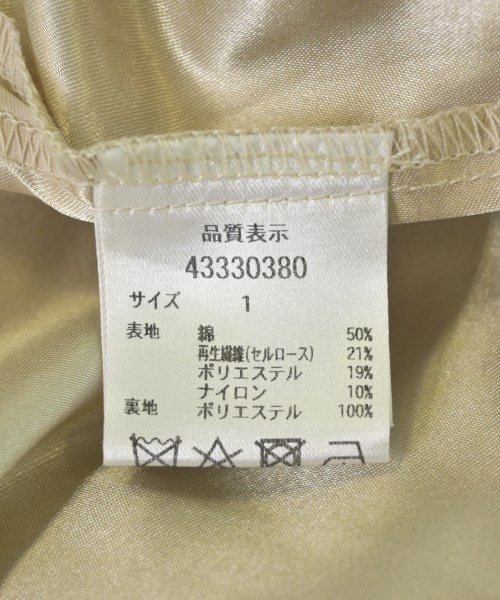 品質表示
43330380
サイズ 1
表地 綿 50%
再生繊維(セルロース) 21%
ポリエステル 19%
ナイロン 10%
裏地 ポリエステル 100%